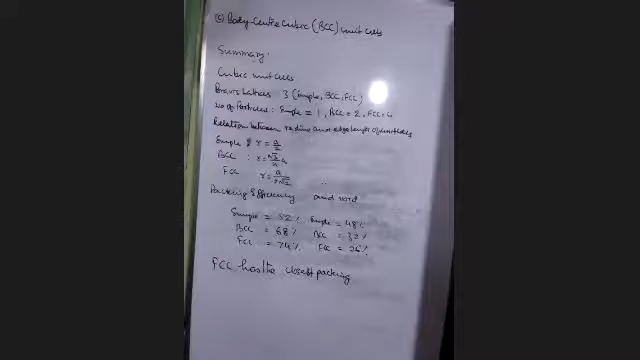 (c) Body-Centre Cubic (BCC) unit cells
Summary:
Cubic unit cells
Bravis Lattices 3 (Simple, BCC, FCC)
No of Particles: Simple = 1, BCC = 2, FCC = 4
Relation between radius and edge length of unit cells
Simple r = a/2
BCC : r = √3/4 a
FCC : r = a/2√2
Packing Efficiency and void
Simple = 52% Simple = 48%
BCC = 68% BCC = 32%
FCC = 74% FCC = 26%
FCC has the closest packing